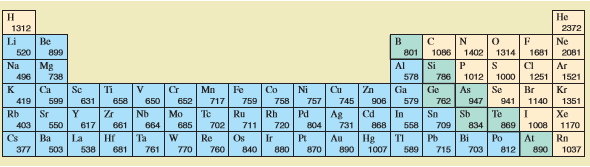 H He
1312 2372
Li Be B C N O F Ne
520 899 801 1086 1402 1314 1681 2081
Na Mg Al Si P S Cl Ar
496 738 578 786 1012 1000 1251 1521
K Ca Sc Ti V Cr Mn Fe Co Ni Cu Zn Ga Ge As Se Br Kr
419 599 631 658 650 652 717 759 758 757 745 906 579 762 947 941 1140 1351
Rb Sr Y Zr Nb Mo Tc Ru Rh Pd Ag Cd In Sn Sb Te I Xe
403 550 617 661 664 685 702 711 720 804 731 868 558 709 834 869 1008 1170
Cs Ba La Hf Ta W Re Os Ir Pt Au Hg Tl Pb Bi Po At Rn
377 503 538 681 761 770 760 840 880 870 890 1007 589 715 703 812 890 1037